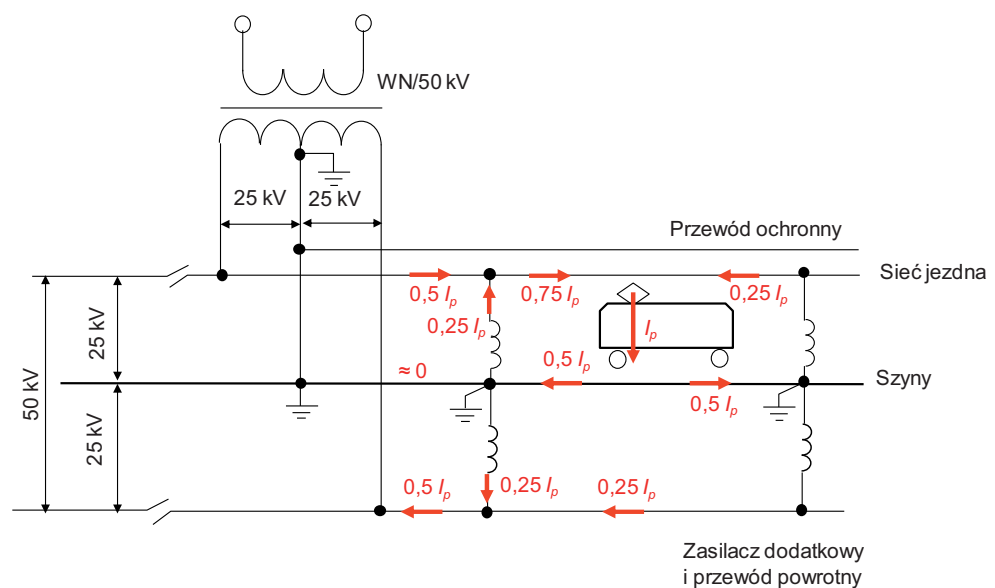 WN/50 kV
25 kV
25 kV
Przewód ochronny
Sieć jezdna
0,5 Ip
0,75 Ip
0,25 Ip
0,25 Ip
Ip
25 kV
50 kV
≈ 0
0,5 Ip
Szyny
0,5 Ip
25 kV
0,5 Ip
0,25 Ip
0,25 Ip
Zasilacz dodatkowy
i przewód powrotny